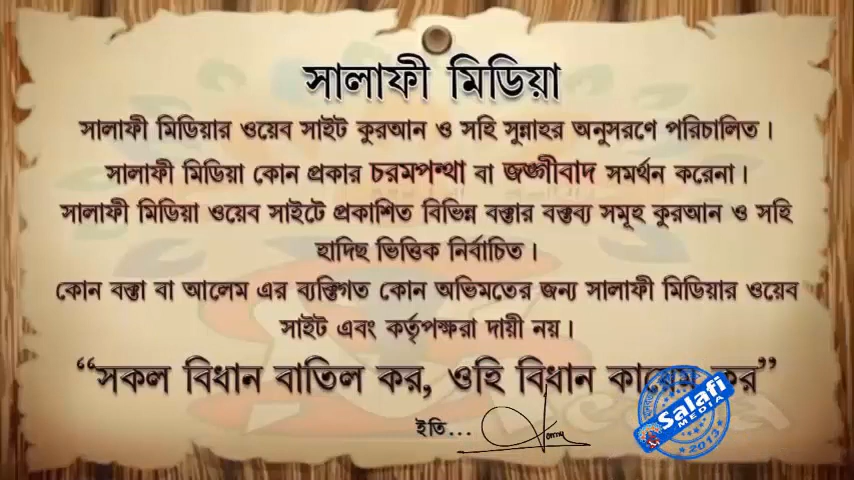 সালাফী মিডিয়া
সালাফী মিডিয়ার ওয়েব সাইট কুরআন ও সহি সুন্নাহর অনুসরণে পরিচালিত।
সালাফী মিডিয়া কোন প্রকার চরমপন্থা বা জঙ্গীবাদ সমর্থন করেনা।
সালাফী মিডিয়া ওয়েব সাইটে প্রকাশিত বিভিন্ন বক্তার বক্তব্য সমূহ কুরআন ও সহি
হাদিছ ভিত্তিক নির্বাচিত।
কোন বক্তা বা আলেম এর ব্যক্তিগত কোন অভিমতের জন্য সালাফী মিডিয়ার ওয়েব
সাইট এবং কর্তৃপক্ষরা দায়ী নয়।
“সকল বিধান বাতিল কর, ওহি বিধান কায়েম কর”
ইতি...
Salafi
MEDIA
2013